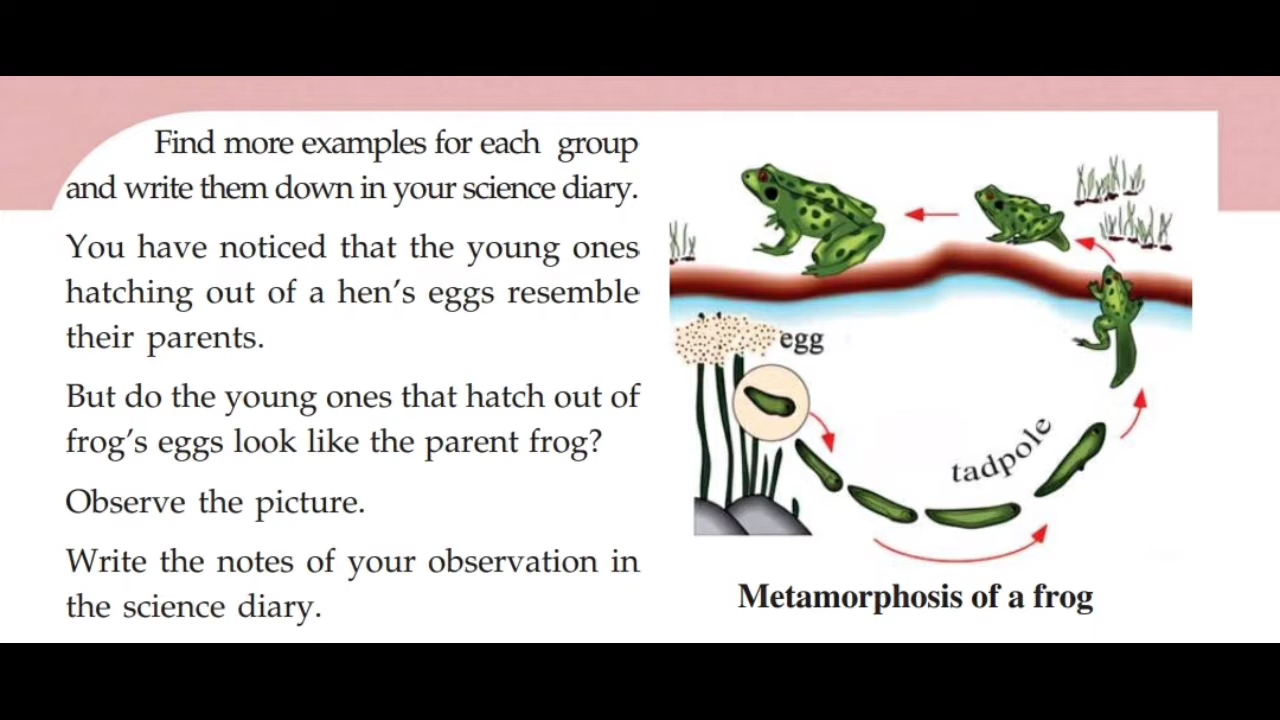 Find more examples for each group
and write them down in your science diary.
You have noticed that the young ones
hatching out of a hen’s eggs resemble
their parents.
But do the young ones that hatch out of
frog’s eggs look like the parent frog?
Observe the picture.
Write the notes of your observation in
the science diary.
egg
tadpole
Metamorphosis of a frog